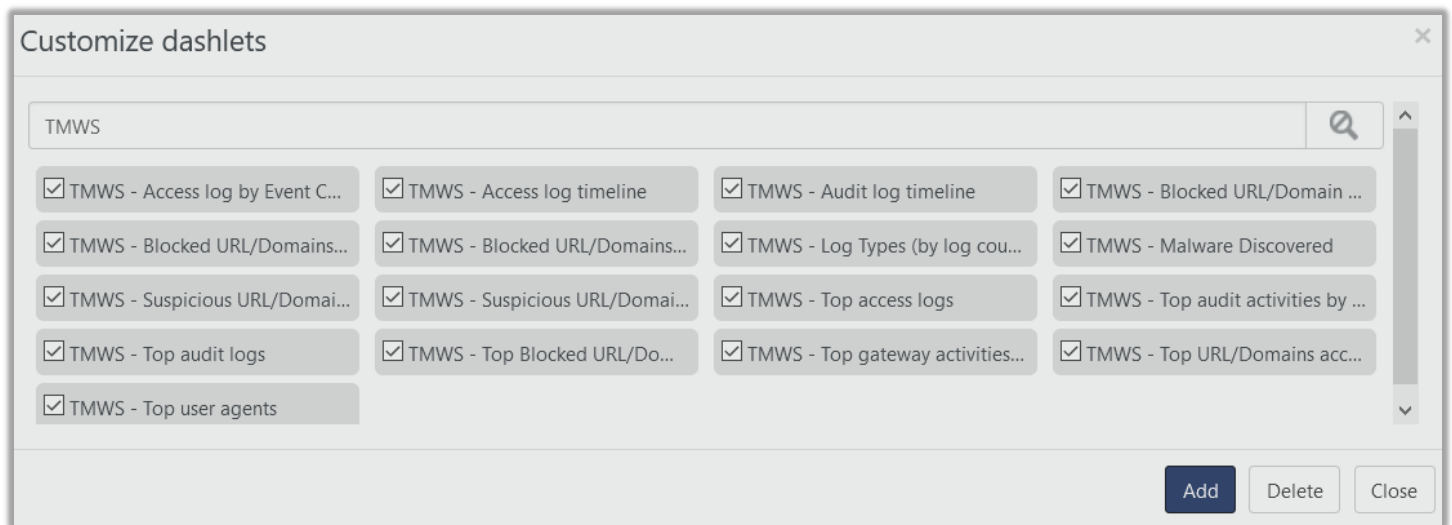 Customize dashlets
TMWS
TMWS - Access log by Event C...
TMWS - Access log timeline
TMWS - Audit log timeline
TMWS - Blocked URL/Domain ...
TMWS - Blocked URL/Domains...
TMWS - Blocked URL/Domains...
TMWS - Log Types (by log cou...
TMWS - Malware Discovered
TMWS - Suspicious URL/Domai...
TMWS - Suspicious URL/Domai...
TMWS - Top access logs
TMWS - Top audit activities by ...
TMWS - Top audit logs
TMWS - Top Blocked URL/Do...
TMWS - Top gateway activities...
TMWS - Top URL/Domains acc...
TMWS - Top user agents
Add
Delete
Close